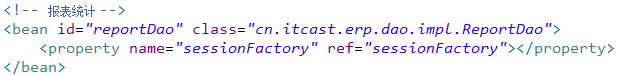 <!-- 报表统计 -->
<bean id="reportDao" class="cn.itcast.erp.dao.impl.ReportDao">
    <property name="sessionFactory" ref="sessionFactory"></property>
</bean>